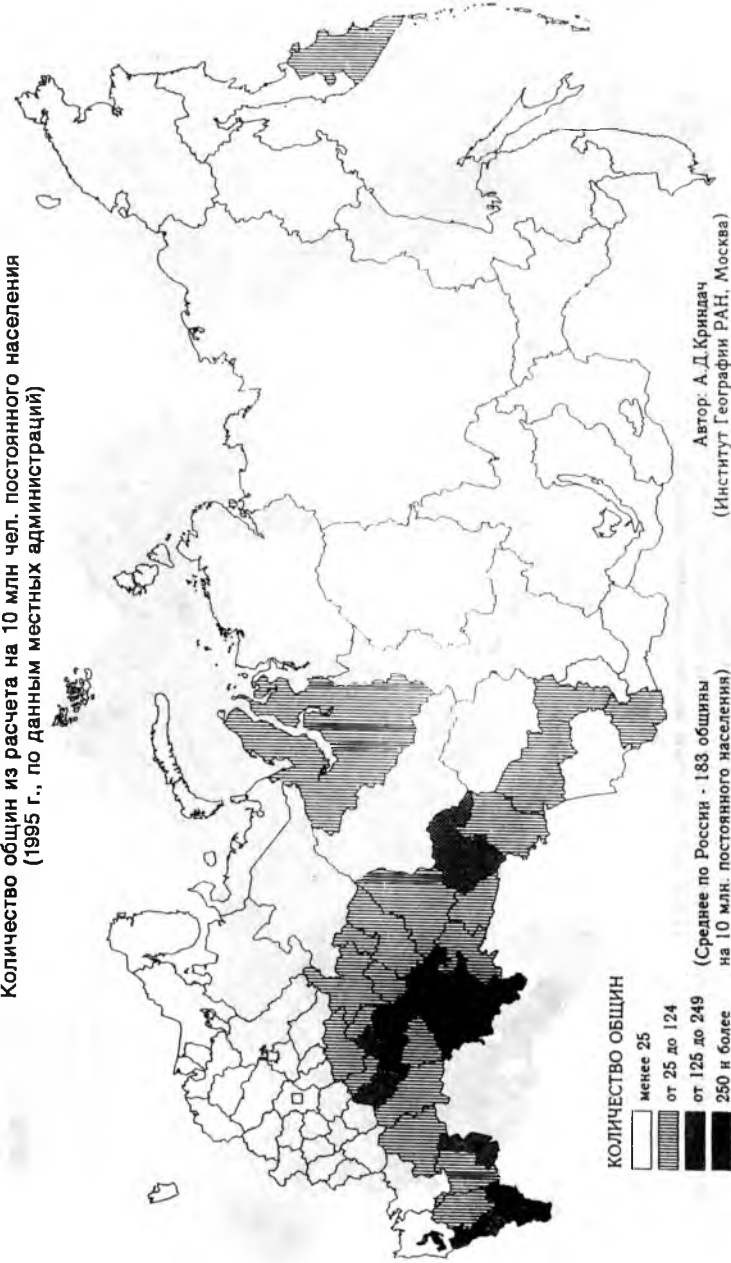 Количество общин из расчета на 10 млн чел. постоянного населения
(1995 г., по данным местных администраций)
КОЛИЧЕСТВО ОБЩИН
менее 25
от 25 до 124
от 125 до 249
250 и более
(Среднее по России - 183 общины
на 10 млн. постоянного населения)
Автор: А.Д.Криндач
(Институт Географии РАН, Москва)